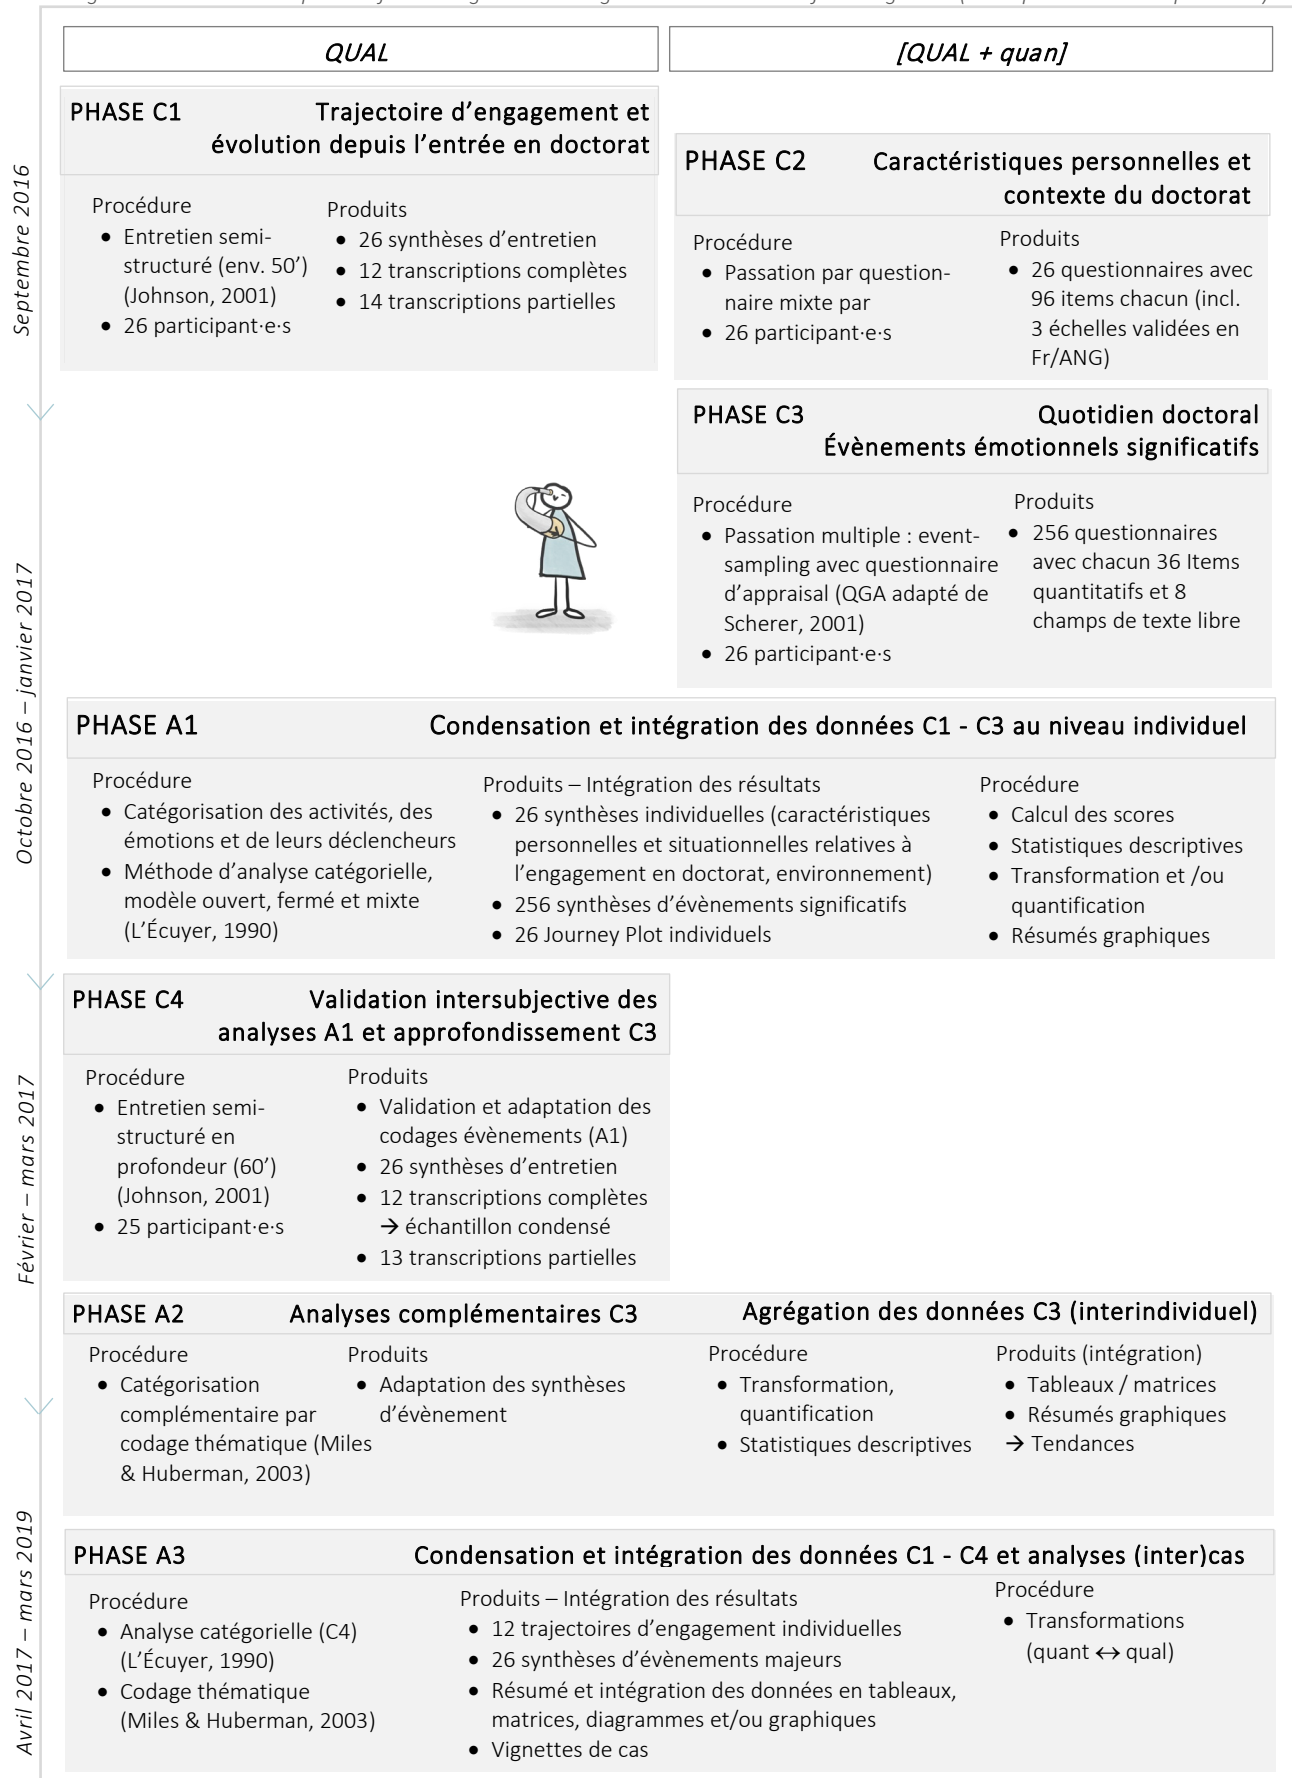 QUAL
[QUAL + quan]
PHASE C1 Trajectoire d'engagement et
évolution depuis l'entrée en doctorat
Procédure
• Entretien semi-
structuré (env. 50')
(Johnson, 2001)
• 26 participant·e·s
Produits
• 26 synthèses d'entretien
• 12 transcriptions complètes
• 14 transcriptions partielles
PHASE C2 Caractéristiques personnelles et
contexte du doctorat
Procédure
• Passation par question-
naire mixte par
• 26 participant·e·s
Produits
• 26 questionnaires avec
96 items chacun (incl.
3 échelles validées en
Fr/ANG)
Septembre 2016
PHASE C3 Quotidien doctoral
Évènements émotionnels significatifs
Procédure
• Passation multiple : event-
sampling avec questionnaire
d'appraisal (QGA adapté de
Scherer, 2001)
• 26 participant·e·s
Produits
• 256 questionnaires
avec chacun 36 Items
quantitatifs et 8
champs de texte libre
Octobre 2016 – janvier 2017
PHASE A1 Condensation et intégration des données C1 - C3 au niveau individuel
Procédure
• Catégorisation des activités, des
émotions et de leurs déclencheurs
• Méthode d'analyse catégorielle,
modèle ouvert, fermé et mixte
(L'Écuyer, 1990)
Produits – Intégration des résultats
• 26 synthèses individuelles (caractéristiques
personnelles et situationnelles relatives à
l'engagement en doctorat, environnement)
• 256 synthèses d'évènements significatifs
• 26 Journey Plot individuels
Procédure
• Calcul des scores
• Statistiques descriptives
• Transformation et /ou
quantification
• Résumés graphiques
PHASE C4 Validation intersubjective des
analyses A1 et approfondissement C3
Procédure
• Entretien semi-
structuré en
profondeur (60')
(Johnson, 2001)
• 25 participant·e·s
Produits
• Validation et adaptation des
codages évènements (A1)
• 26 synthèses d'entretien
• 12 transcriptions complètes
→ échantillon condensé
• 13 transcriptions partielles
Février – mars 2017
PHASE A2 Analyses complémentaires C3 Agrégation des données C3 (interindividuel)
Procédure
• Catégorisation
complémentaire par
codage thématique (Miles
& Huberman, 2003)
Produits
• Adaptation des synthèses
d'évènement
Procédure
• Transformation,
quantification
• Statistiques descriptives
Produits (intégration)
• Tableaux / matrices
• Résumés graphiques
→ Tendances
PHASE A3 Condensation et intégration des données C1 - C4 et analyses (inter)cas
Procédure
• Analyse catégorielle (C4)
(L'Écuyer, 1990)
• Codage thématique
(Miles & Huberman, 2003)
Produits – Intégration des résultats
• 12 trajectoires d'engagement individuelles
• 26 synthèses d'évènements majeurs
• Résumé et intégration des données en tableaux,
matrices, diagrammes et/ou graphiques
• Vignettes de cas
Procédure
• Transformations
(quant ↔ qual)
Avril 2017 – mars 2019